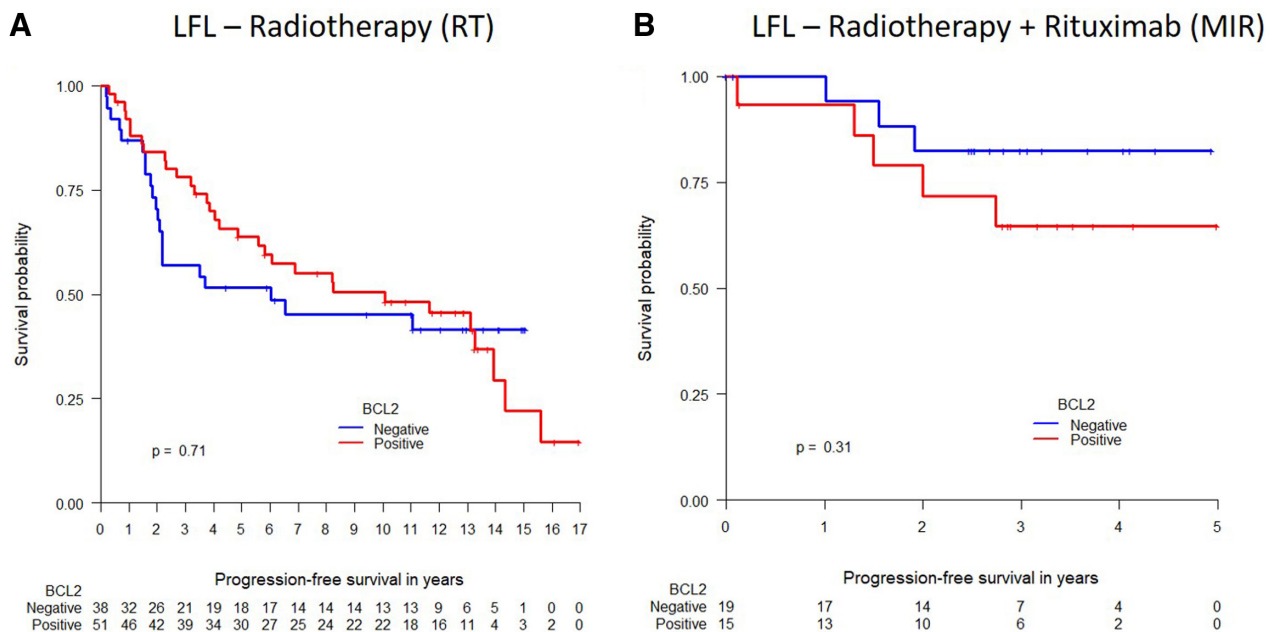 A
LFL – Radiotherapy (RT)
1.00
0.75
0.50
0.25
0.00
Survival probability
BCL2
Negative
Positive
p = 0.71
0 1 2 3 4 5 6 7 8 9 10 11 12 13 14 15 16 17
Progression-free survival in years
BCL2
Negative 38 32 26 21 19 18 17 14 14 14 13 13 9 6 5 1 0 0
Positive 51 46 42 39 34 30 27 25 24 22 22 18 16 11 4 3 2 0
B
LFL – Radiotherapy + Rituximab (MIR)
1.00
0.75
0.50
0.25
0.00
Survival probability
BCL2
Negative
Positive
p = 0.31
0 1 2 3 4 5
Progression-free survival in years
BCL2
Negative 19 17 14 7 4 0
Positive 15 13 10 6 2 0